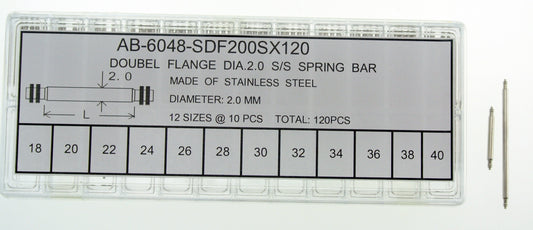 AB-6048-SDF200SX120
DOUBEL FLANGE DIA.2.0 S/S SPRING BAR
2.0
MADE OF STAINLESS STEEL
DIAMETER: 2.0 MM
L
12 SIZES @ 10 PCS TOTAL: 120PCS
18 20 22 24 26 28 30 32 34 36 38 40